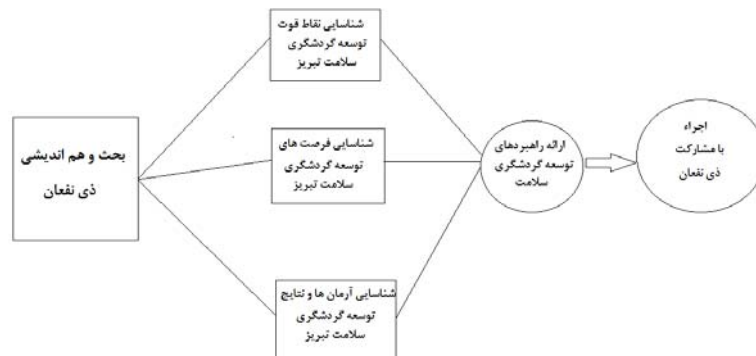 بحث و هم اندیشی
ذی نفعان
شناسایی نقاط قوت
توسعه گردشگری
سلامت تبریز
شناسایی فرصت های
توسعه گردشگری
سلامت تبریز
شناسایی آرمان ها و نتایج
توسعه گردشگری
سلامت تبریز
ارائه راهبردهای
توسعه گردشگری
سلامت
اجراء
با مشارکت
ذی نفعان